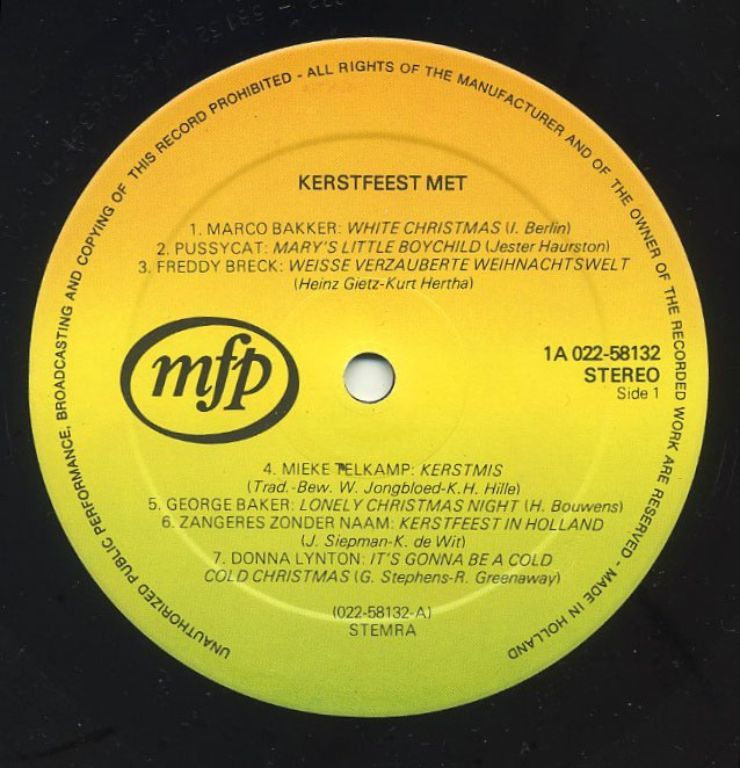 UNAUTHORIZED PUBLIC PERFORMANCE, BROADCASTING AND COPYING OF THIS RECORD PROHIBITED - ALL RIGHTS OF THE MANUFACTURER AND OF THE OWNER OF THE RECORDED WORK ARE RESERVED - MADE IN HOLLAND
KERSTFEEST MET
1. MARCO BAKKER: WHITE CHRISTMAS (I. Berlin)
2. PUSSYCAT: MARY'S LITTLE BOYCHILD (Jester Haurston)
3. FREDDY BRECK: WEISSE VERZAUBERTE WEIHNACHTSWELT
(Heinz Gietz-Kurt Hertha)
mfp
1A 022-58132
STEREO
Side 1
4. MIEKE TELKAMP: KERSTMIS
(Trad.-Bew. W. Jongbloed-K.H. Hille)
5. GEORGE BAKER: LONELY CHRISTMAS NIGHT (H. Bouwens)
6. ZANGERES ZONDER NAAM: KERSTFEEST IN HOLLAND
(J. Siepman-K. de Wit)
7. DONNA LYNTON: IT'S GONNA BE A COLD
COLD CHRISTMAS (G. Stephens-R. Greenaway)
(022-58132-A)
STEMRA